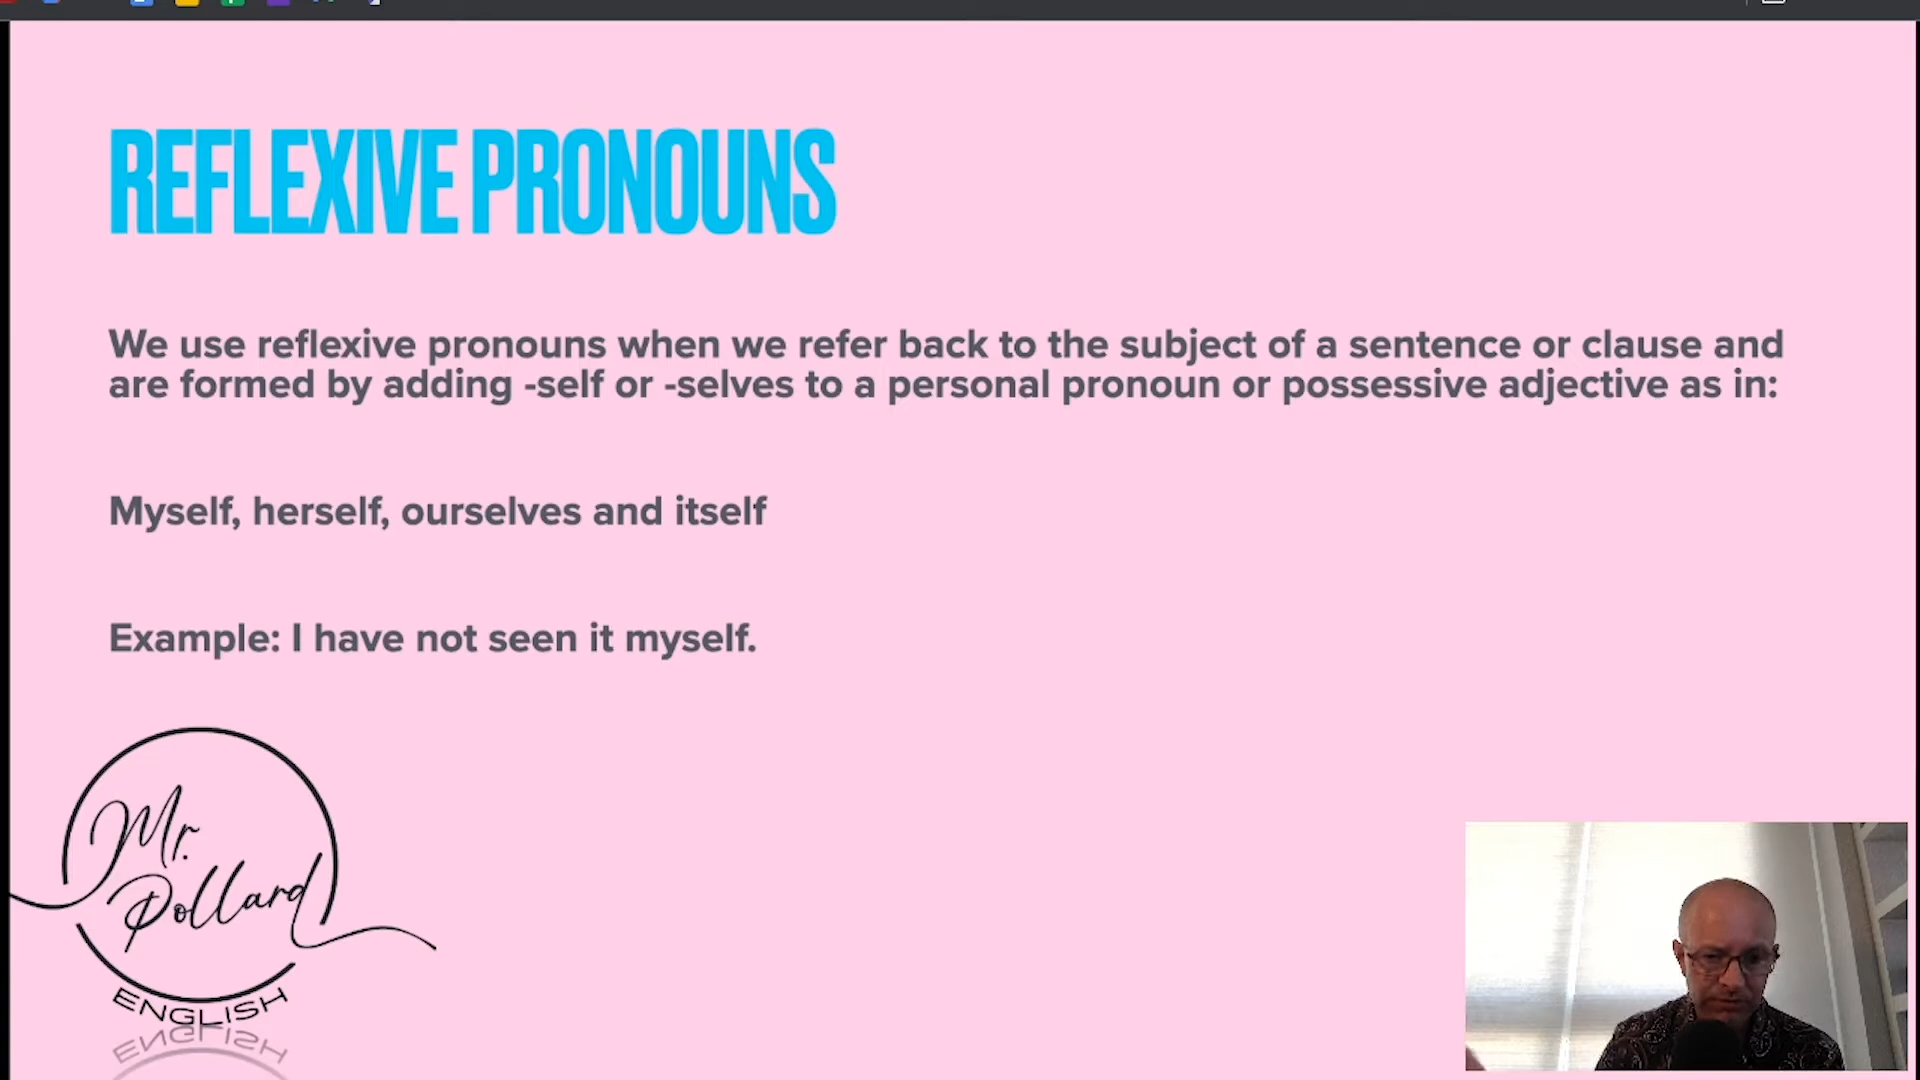 REFLEXIVE PRONOUNS
We use reflexive pronouns when we refer back to the subject of a sentence or clause and
are formed by adding -self or -selves to a personal pronoun or possessive adjective as in:
Myself, herself, ourselves and itself
Example: I have not seen it myself.
Mr.
Pollard
ENGLISH